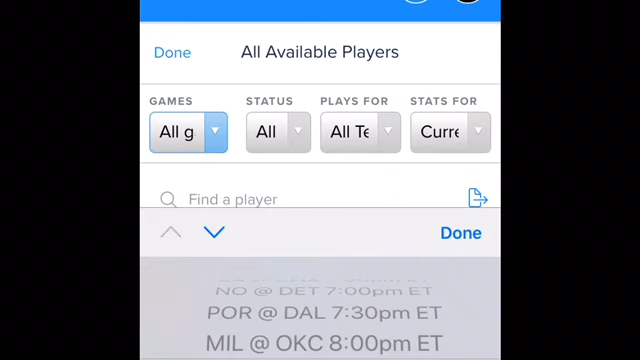 Done
All Available Players
GAMES
STATUS
PLAYS FOR
STATS FOR
All g
All
All Te
Curre
Find a player
Done
NO @ DET 7:00pm ET
POR @ DAL 7:30pm ET
MIL @ OKC 8:00pm ET